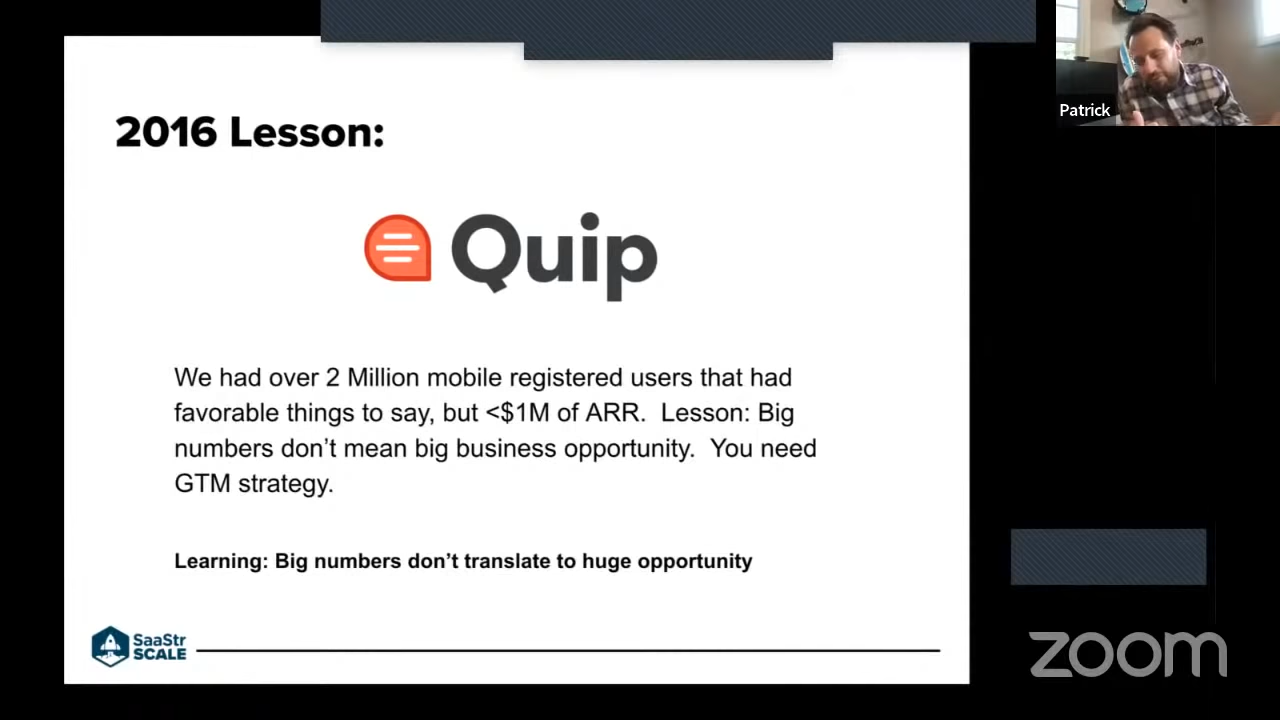 Patrick
2016 Lesson:
Quip
We had over 2 Million mobile registered users that had
favorable things to say, but <$1M of ARR.  Lesson: Big
numbers don’t mean big business opportunity.  You need
GTM strategy.
Learning: Big numbers don’t translate to huge opportunity
SaaStr
SCALE
zoom